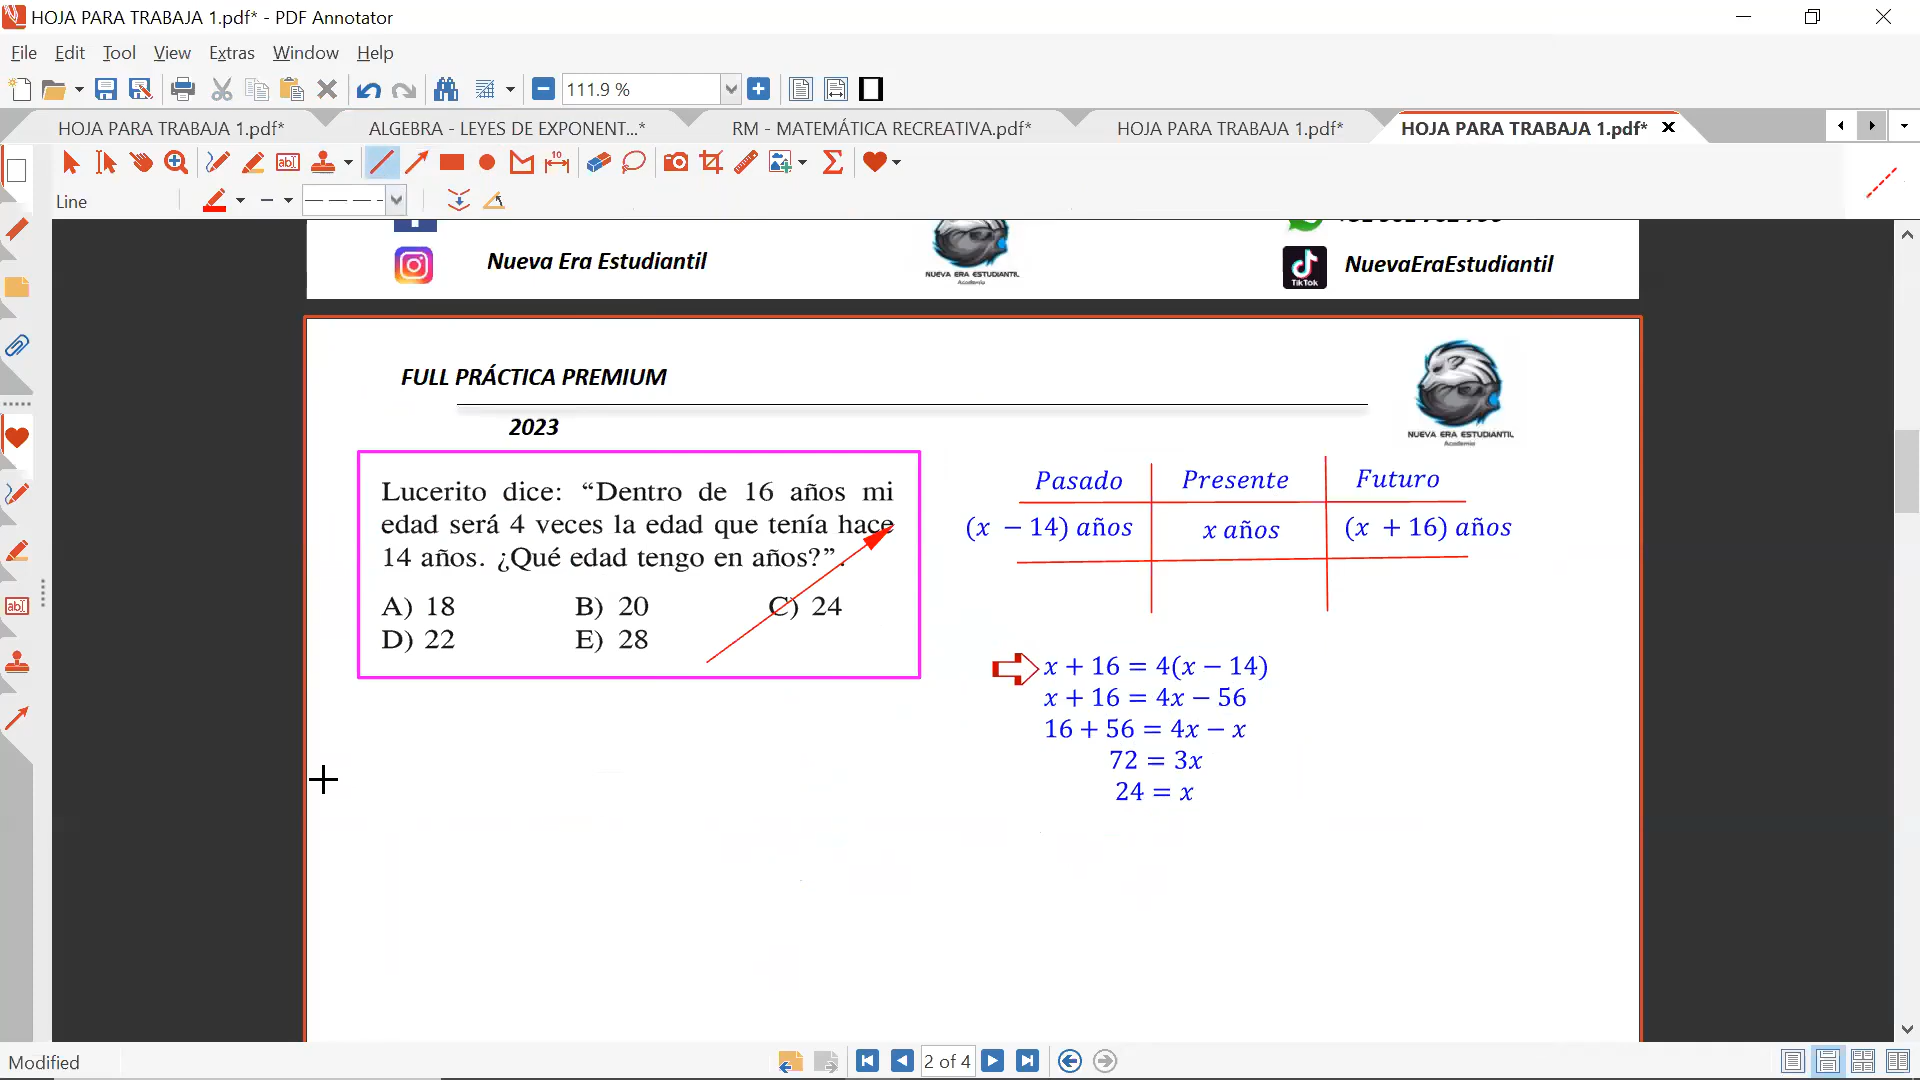 HOJA PARA TRABAJA 1.pdf* - PDF Annotator
File Edit Tool View Extras Window Help
111.9 %
HOJA PARA TRABAJA 1.pdf*
ALGEBRA - LEYES DE EXPONENT...*
RM - MATEMÁTICA RECREATIVA.pdf*
HOJA PARA TRABAJA 1.pdf*
HOJA PARA TRABAJA 1.pdf*
Line
Nueva Era Estudiantil
NUEVA ERA ESTUDIANTIL
Academia
TikTok
NuevaEraEstudiantil
FULL PRÁCTICA PREMIUM
2023
NUEVA ERA ESTUDIANTIL
Academia
Lucerito dice: “Dentro de 16 años mi
edad será 4 veces la edad que tenía hace
14 años. ¿Qué edad tengo en años?”.
A) 18 B) 20 C) 24
D) 22 E) 28
Pasado Presente Futuro
(x − 14) años x años (x + 16) años
x + 16 = 4(x − 14)
x + 16 = 4x − 56
16 + 56 = 4x − x
72 = 3x
24 = x
Modified
2 of 4